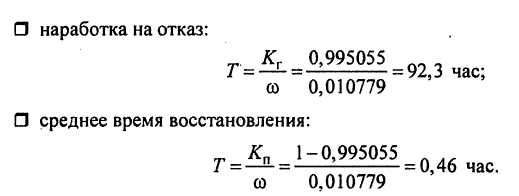 ❒ наработка на отказ:
T = Kг / ω = 0,995055 / 0,010779 = 92,3 час;
❒ среднее время восстановления:
T = Kп / ω = 1−0,995055 / 0,010779 = 0,46 час.